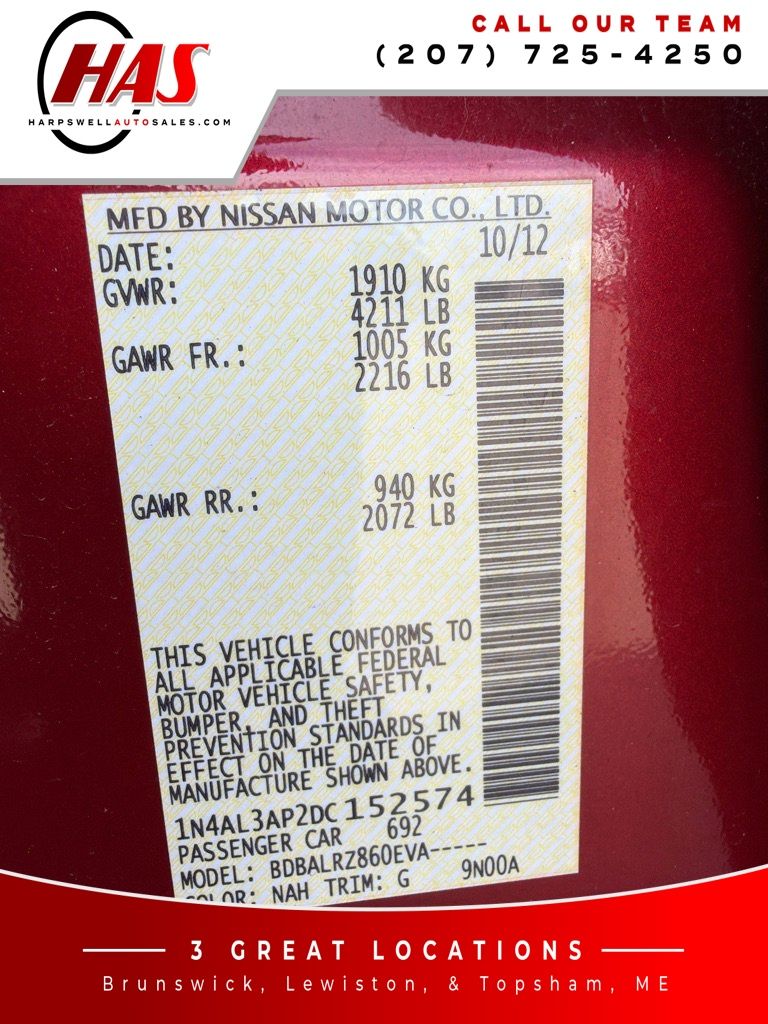 HAS
HARPSWELLAUTOSALES.COM
CALL OUR TEAM
(207) 725-4250
MFD BY NISSAN MOTOR CO., LTD.
DATE: 10/12
GVWR: 1910 KG
4211 LB
GAWR FR.: 1005 KG
2216 LB
GAWR RR.: 940 KG
2072 LB
THIS VEHICLE CONFORMS TO
ALL APPLICABLE FEDERAL
MOTOR VEHICLE SAFETY,
BUMPER, AND THEFT
PREVENTION STANDARDS IN
EFFECT ON THE DATE OF
MANUFACTURE SHOWN ABOVE.
1N4AL3AP2DC152574
PASSENGER CAR 692
MODEL: BDBALRZ860EVA-----
COLOR: NAH TRIM: G 9N00A
3 GREAT LOCATIONS
Brunswick, Lewiston, & Topsham, ME